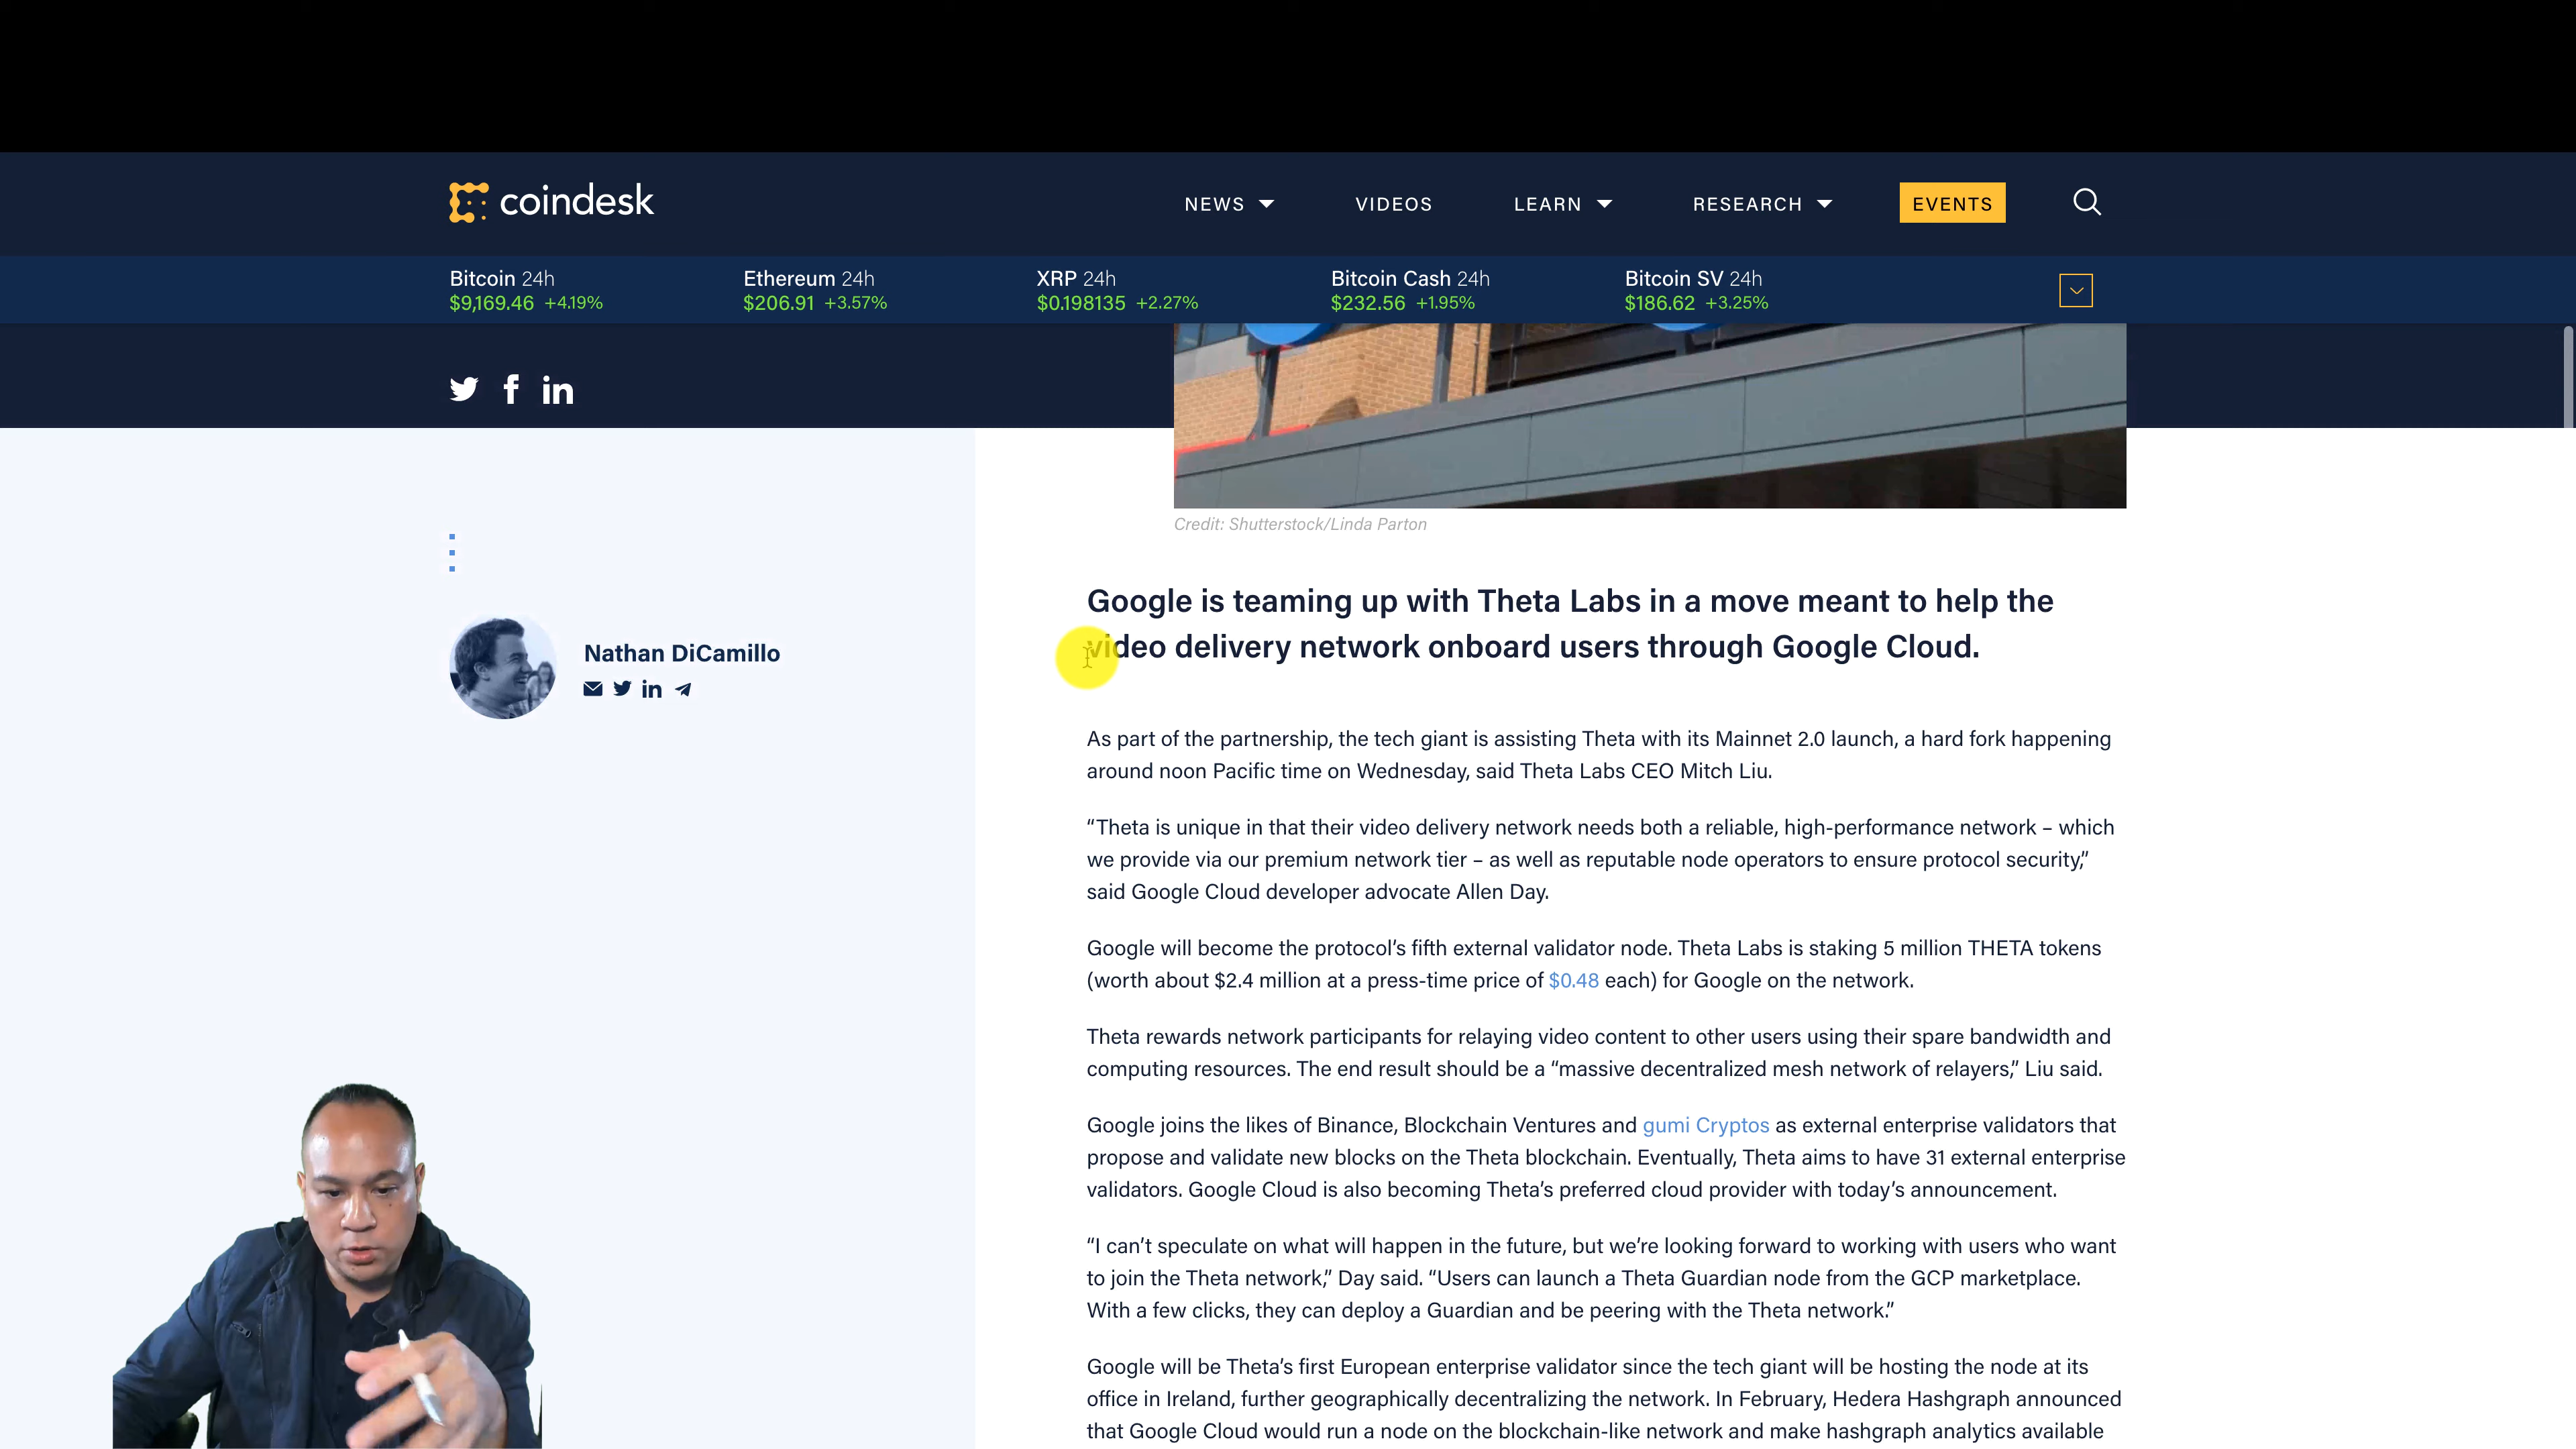 coindesk
NEWS
VIDEOS
LEARN
RESEARCH
EVENTS
Bitcoin 24h
$9,169.46 +4.19%
Ethereum 24h
$206.91 +3.57%
XRP 24h
$0.198135 +2.27%
Bitcoin Cash 24h
$232.56 +1.95%
Bitcoin SV 24h
$186.62 +3.25%
Credit: Shutterstock/Linda Parton
Nathan DiCamillo
Google is teaming up with Theta Labs in a move meant to help the
video delivery network onboard users through Google Cloud.
As part of the partnership, the tech giant is assisting Theta with its Mainnet 2.0 launch, a hard fork happening
around noon Pacific time on Wednesday, said Theta Labs CEO Mitch Liu.
“Theta is unique in that their video delivery network needs both a reliable, high-performance network – which
we provide via our premium network tier – as well as reputable node operators to ensure protocol security,”
said Google Cloud developer advocate Allen Day.
Google will become the protocol’s fifth external validator node. Theta Labs is staking 5 million THETA tokens
(worth about $2.4 million at a press-time price of $0.48 each) for Google on the network.
Theta rewards network participants for relaying video content to other users using their spare bandwidth and
computing resources. The end result should be a “massive decentralized mesh network of relayers,” Liu said.
Google joins the likes of Binance, Blockchain Ventures and gumi Cryptos as external enterprise validators that
propose and validate new blocks on the Theta blockchain. Eventually, Theta aims to have 31 external enterprise
validators. Google Cloud is also becoming Theta’s preferred cloud provider with today’s announcement.
“I can’t speculate on what will happen in the future, but we’re looking forward to working with users who want
to join the Theta network,” Day said. “Users can launch a Theta Guardian node from the GCP marketplace.
With a few clicks, they can deploy a Guardian and be peering with the Theta network.”
Google will be Theta’s first European enterprise validator since the tech giant will be hosting the node at its
office in Ireland, further geographically decentralizing the network. In February, Hedera Hashgraph announced
that Google Cloud would run a node on the blockchain-like network and make hashgraph analytics available